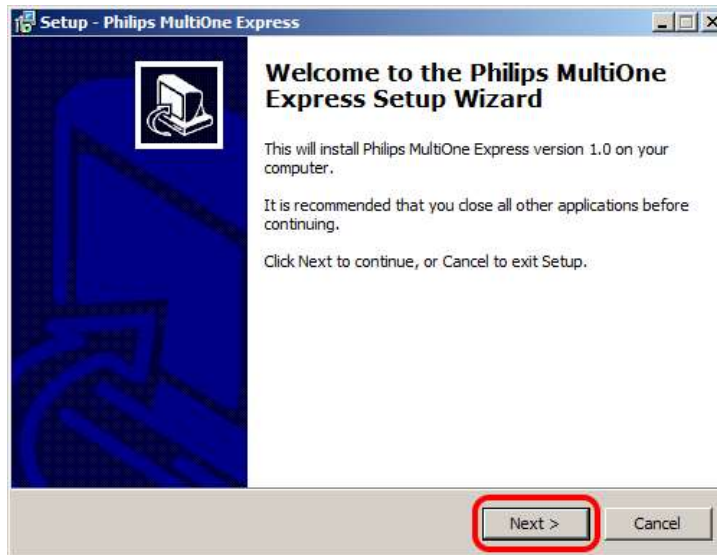 Setup - Philips MultiOne Express
Welcome to the Philips MultiOne
Express Setup Wizard
This will install Philips MultiOne Express version 1.0 on your
computer.
It is recommended that you close all other applications before
continuing.
Click Next to continue, or Cancel to exit Setup.
Next >
Cancel